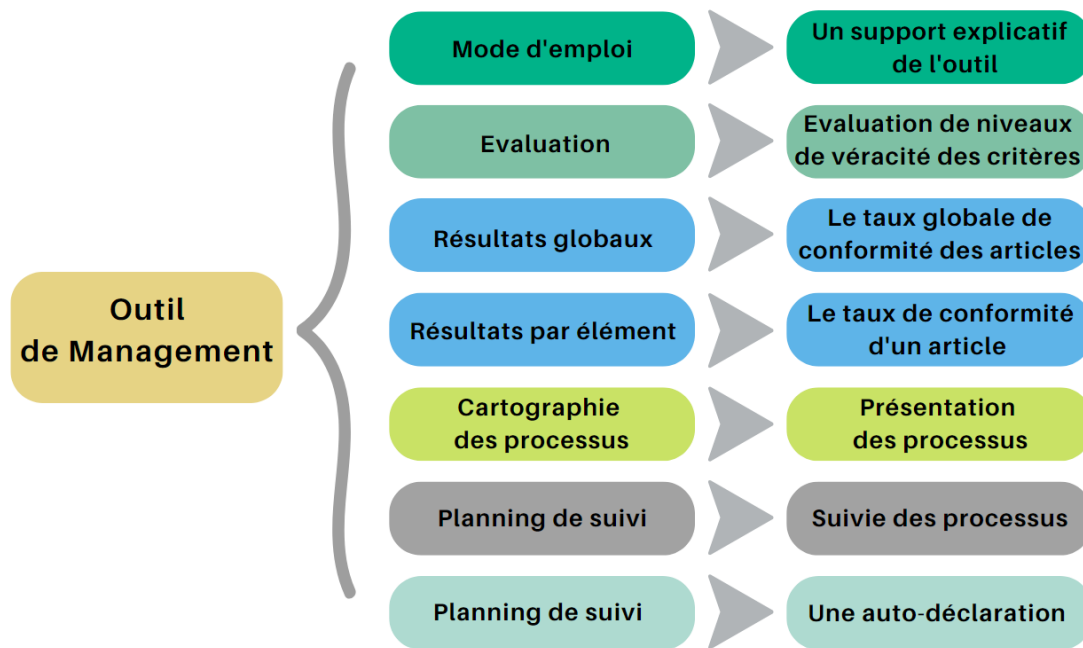 Outil
de Management
Mode d'emploi
Un support explicatif
de l'outil
Evaluation
Evaluation de niveaux
de véracité des critères
Résultats globaux
Le taux globale de
conformité des articles
Résultats par élément
Le taux de conformité
d'un article
Cartographie
des processus
Présentation
des processus
Planning de suivi
Suivie des processus
Planning de suivi
Une auto-déclaration